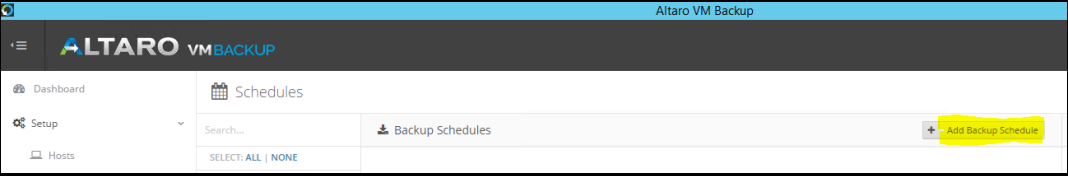 Altaro VM Backup
ALTARO VMBACKUP
Dashboard
Schedules
Setup
Search...
Backup Schedules
Add Backup Schedule
Hosts
SELECT: ALL | NONE